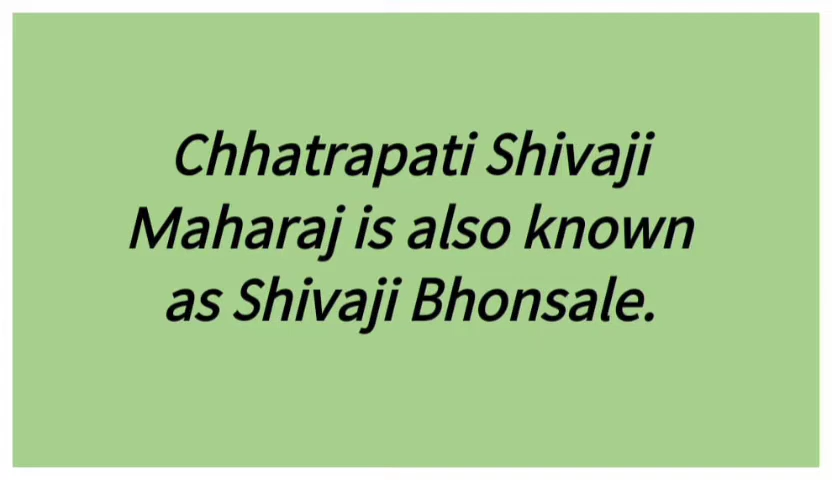 Chhatrapati Shivaji
Maharaj is also known
as Shivaji Bhonsale.